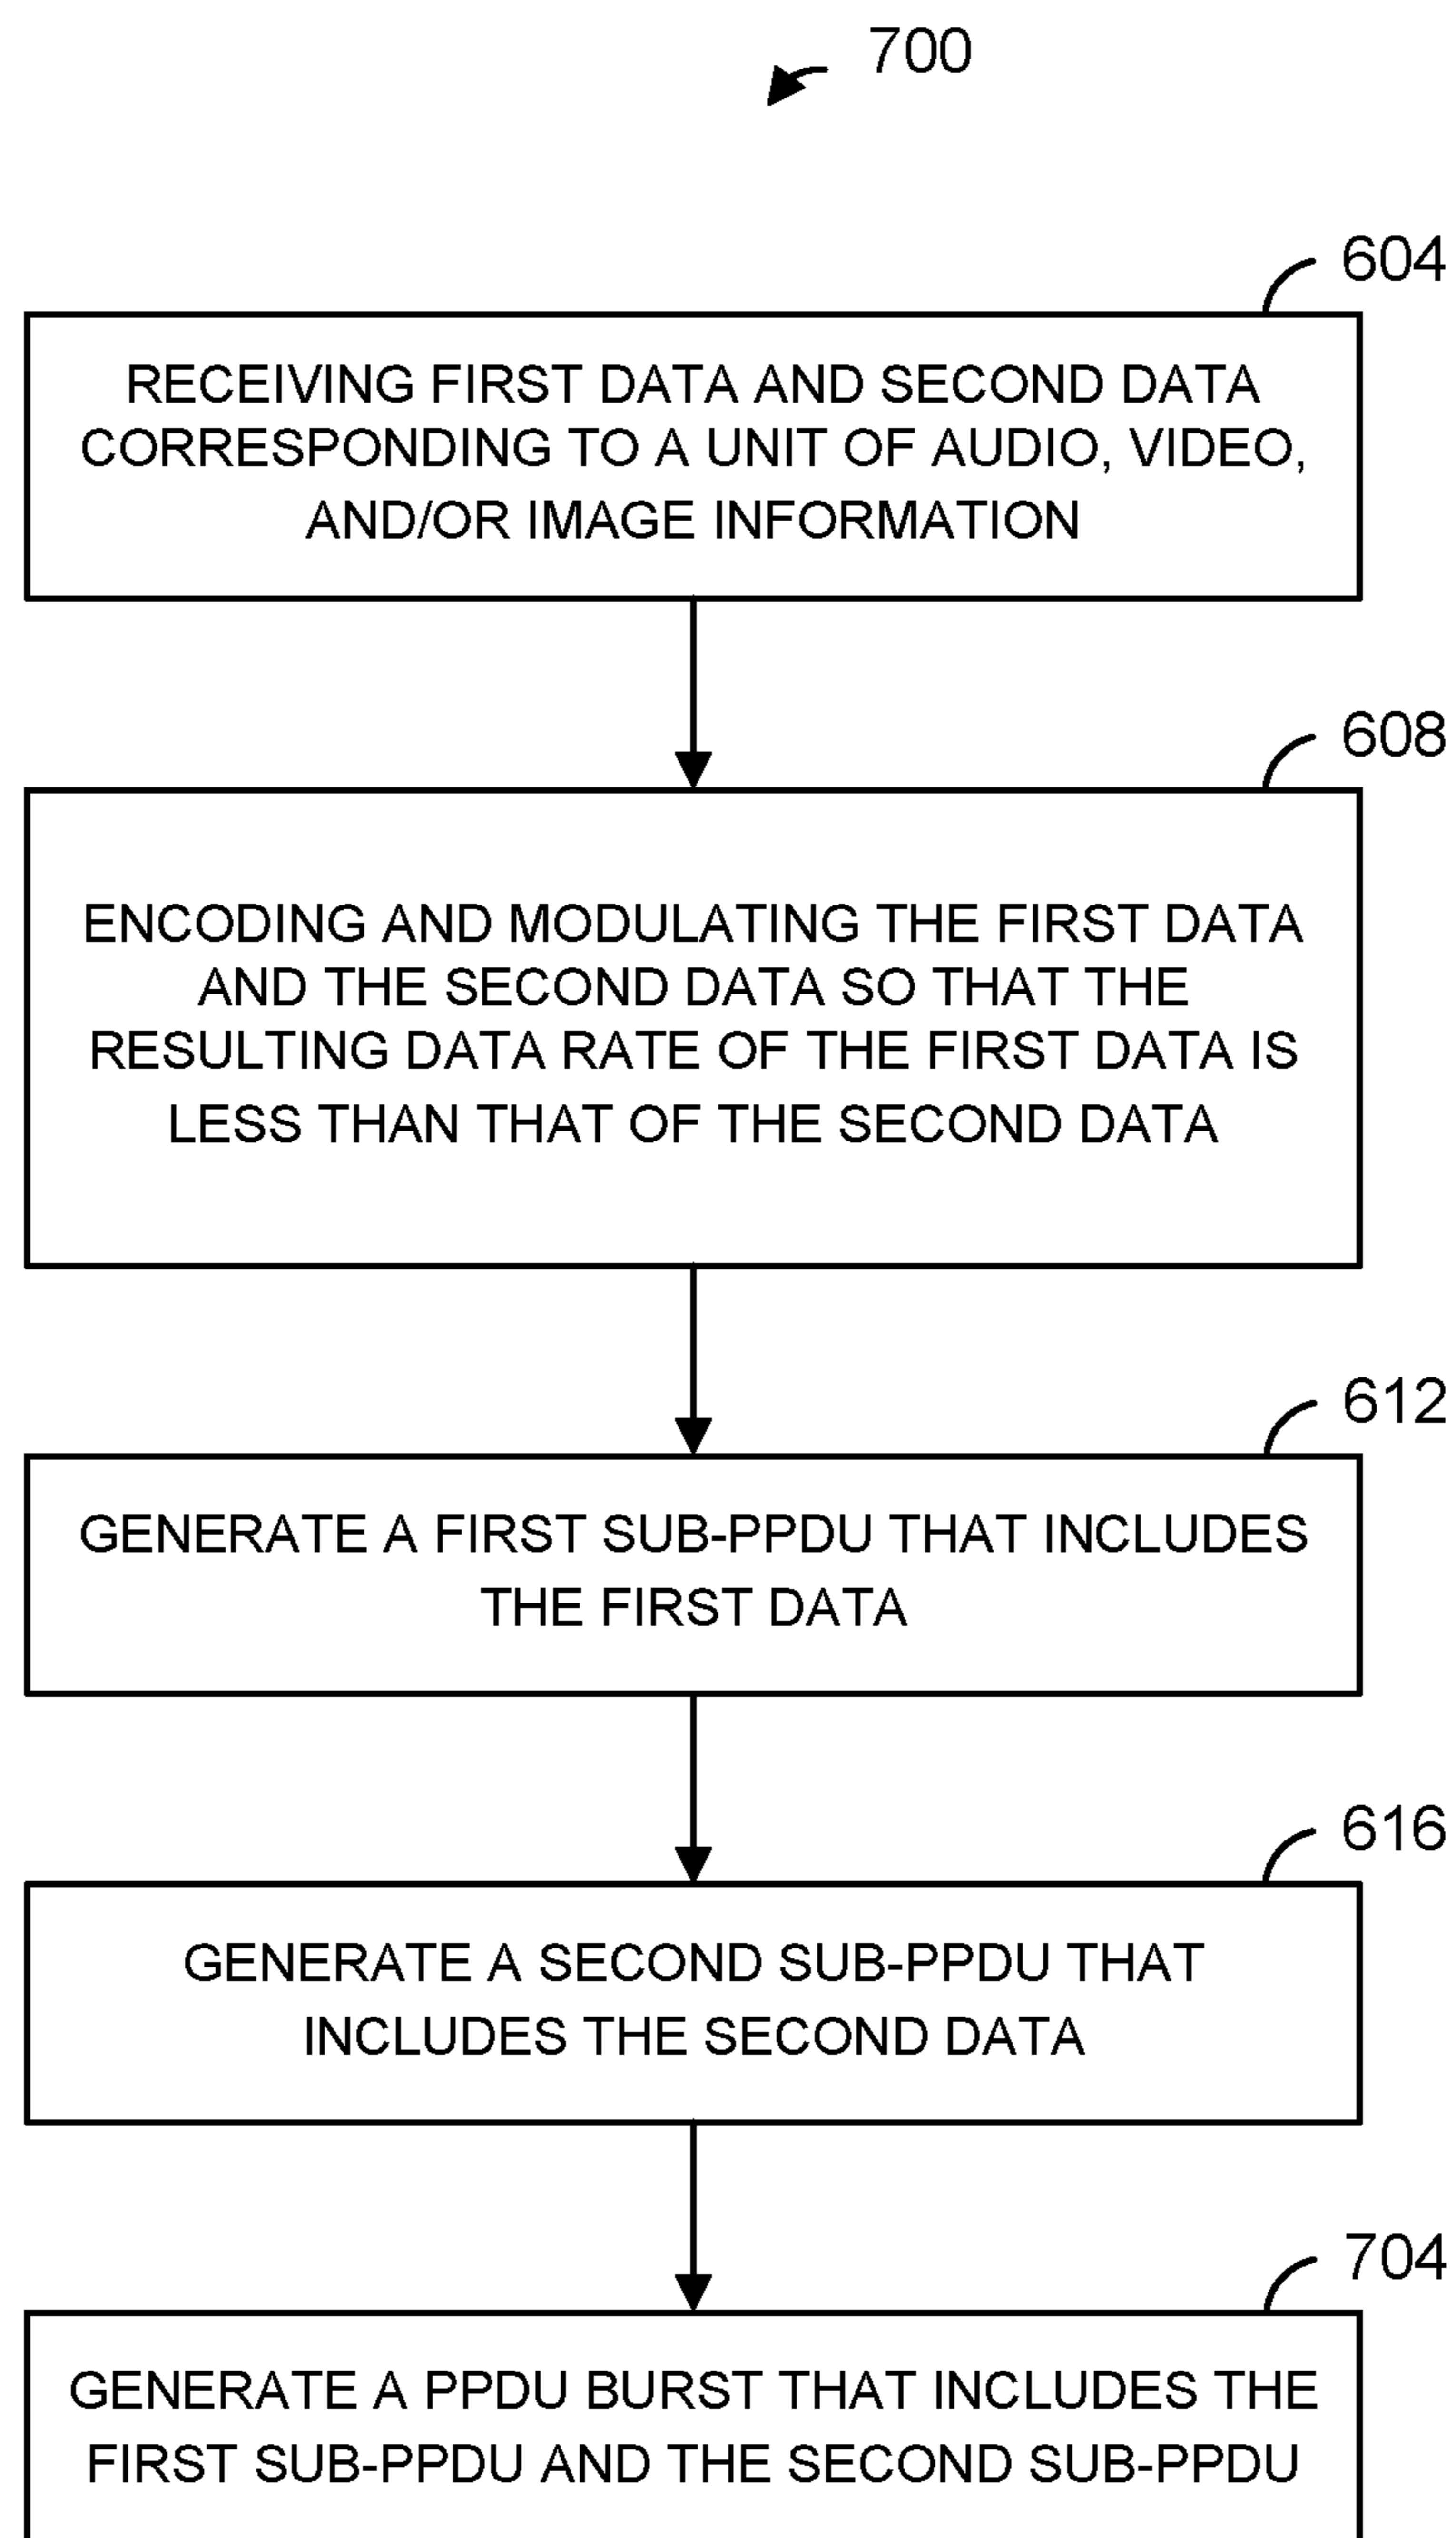 700
604
RECEIVING FIRST DATA AND SECOND DATA
CORRESPONDING TO A UNIT OF AUDIO, VIDEO,
AND/OR IMAGE INFORMATION
608
ENCODING AND MODULATING THE FIRST DATA
AND THE SECOND DATA SO THAT THE
RESULTING DATA RATE OF THE FIRST DATA IS
LESS THAN THAT OF THE SECOND DATA
612
GENERATE A FIRST SUB-PPDU THAT INCLUDES
THE FIRST DATA
616
GENERATE A SECOND SUB-PPDU THAT
INCLUDES THE SECOND DATA
704
GENERATE A PPDU BURST THAT INCLUDES THE
FIRST SUB-PPDU AND THE SECOND SUB-PPDU